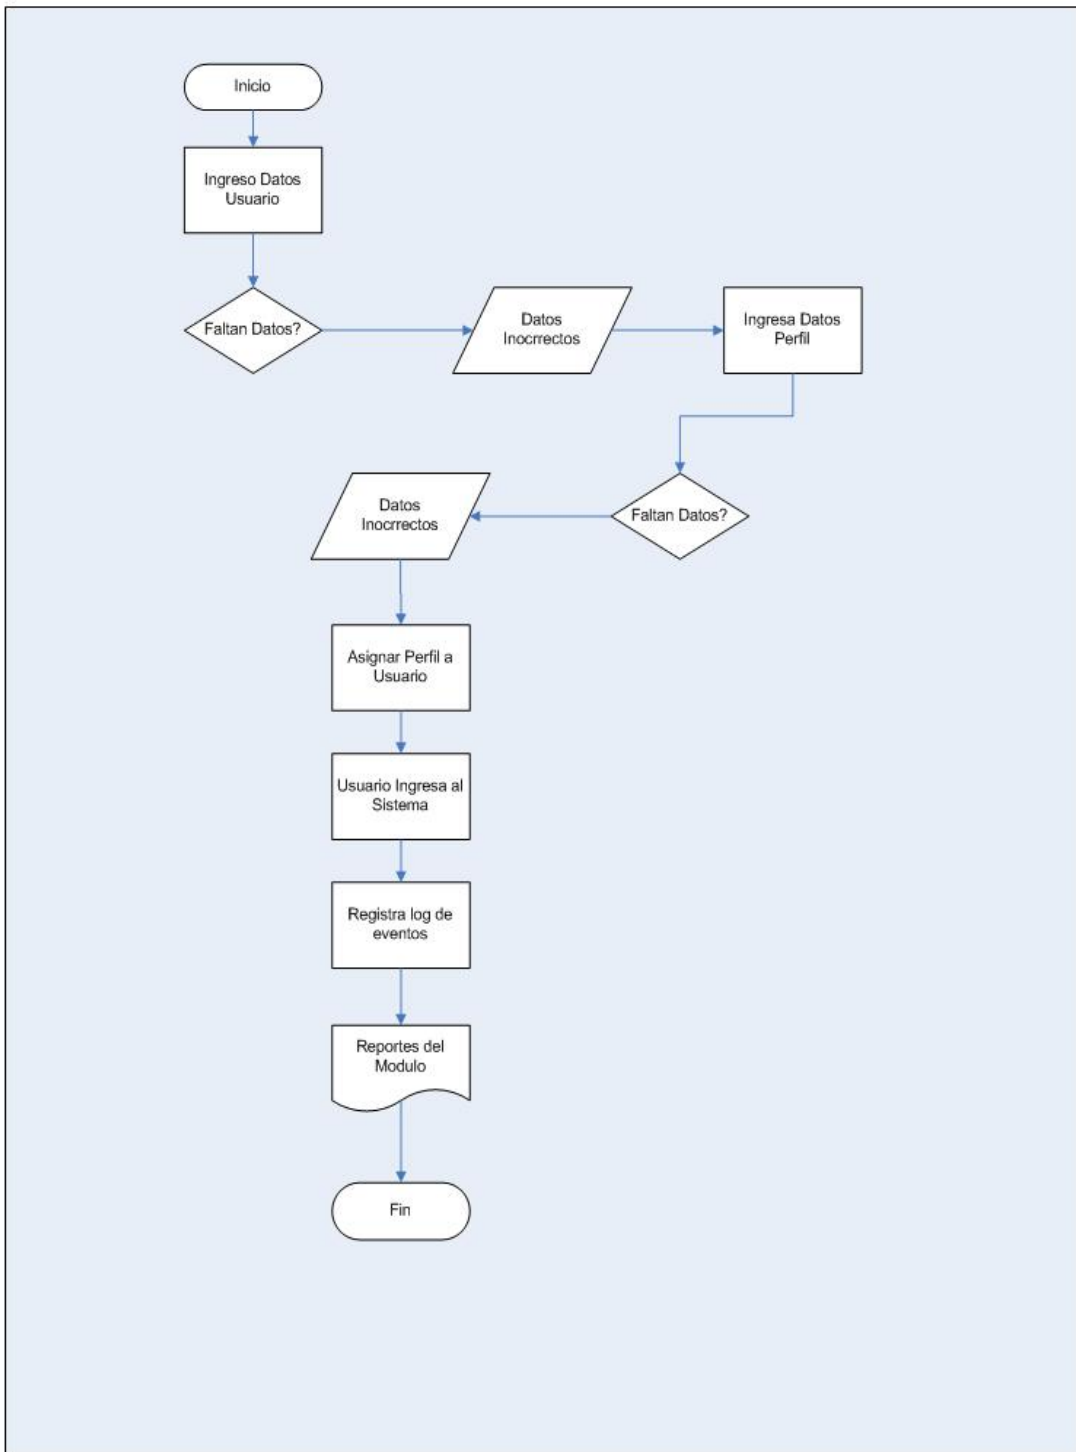 Inicio
Ingreso Datos
Usuario
Faltan Datos?
Datos
Inocrrectos
Ingresa Datos
Perfil
Faltan Datos?
Datos
Inocrrectos
Asignar Perfil a
Usuario
Usuario Ingresa al
Sistema
Registra log de
eventos
Reportes del
Modulo
Fin